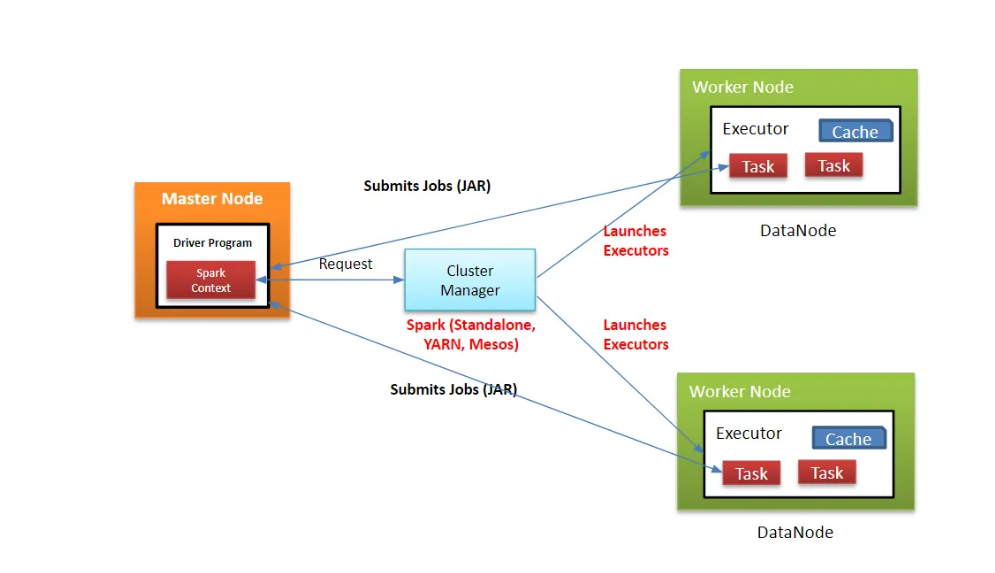 Worker Node
Executor
Cache
Task
Task
DataNode
Submits Jobs (JAR)
Master Node
Driver Program
Spark
Context
Request
Cluster
Manager
Spark (Standalone,
YARN, Mesos)
Launches
Executors
Launches
Executors
Submits Jobs (JAR)
Worker Node
Executor
Cache
Task
Task
DataNode